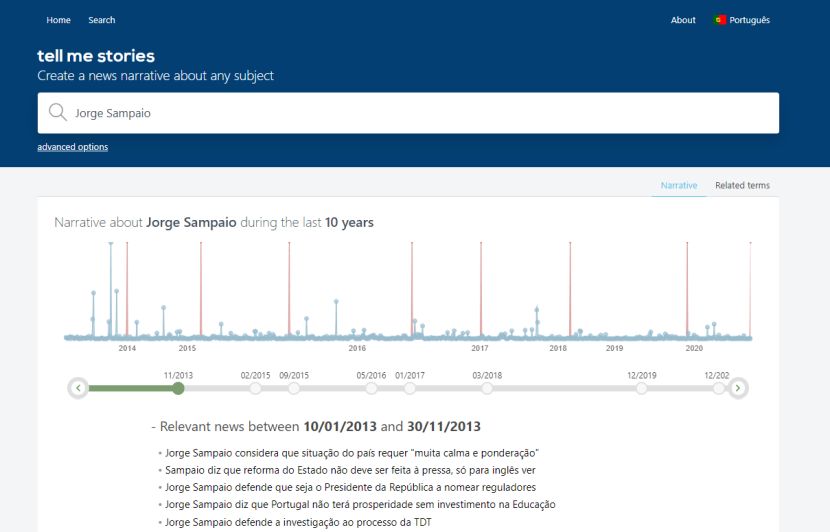 Home Search About Português
tell me stories
Create a news narrative about any subject
Jorge Sampaio
advanced options
Narrative Related terms
Narrative about Jorge Sampaio during the last 10 years
2014 2015 2016 2017 2018 2019 2020
11/2013 02/2015 09/2015 05/2016 01/2017 03/2018 12/2019 12/202
- Relevant news between 10/01/2013 and 30/11/2013
• Jorge Sampaio considera que situação do país requer "muita calma e ponderação"
• Sampaio diz que reforma do Estado não deve ser feita à pressa, só para inglês ver
• Jorge Sampaio defende que seja o Presidente da República a nomear reguladores
• Jorge Sampaio diz que Portugal não terá prosperidade sem investimento na Educação
• Jorge Sampaio defende a investigação ao processo da TDT